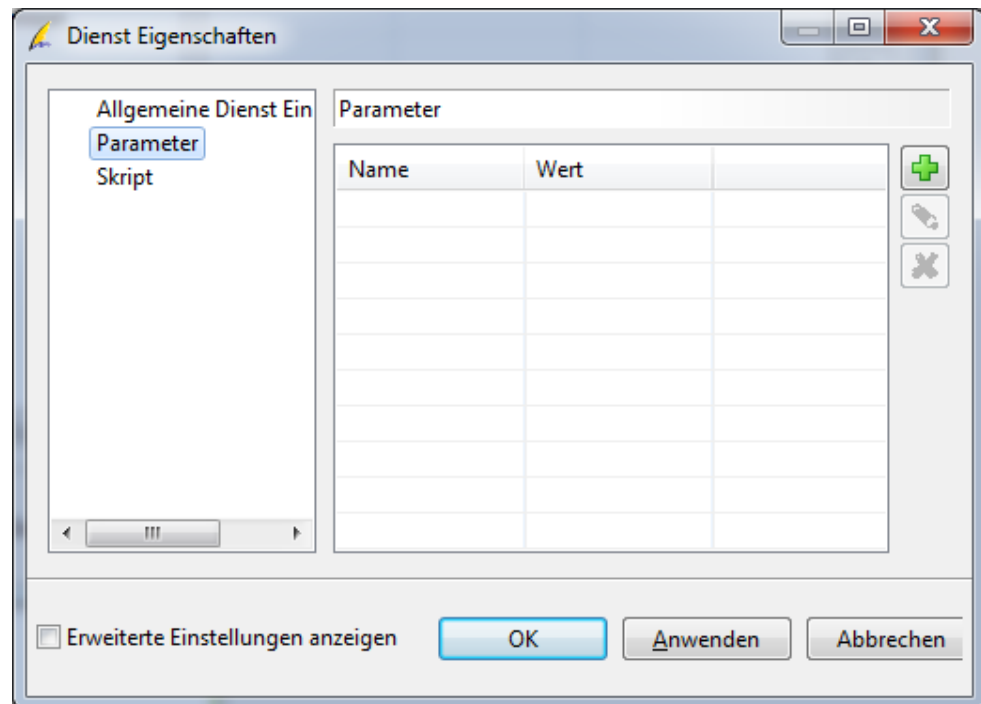 Dienst Eigenschaften
Allgemeine Dienst Ein
Parameter
Skript
Parameter
Name Wert
Erweiterte Einstellungen anzeigen
OK
Anwenden
Abbrechen